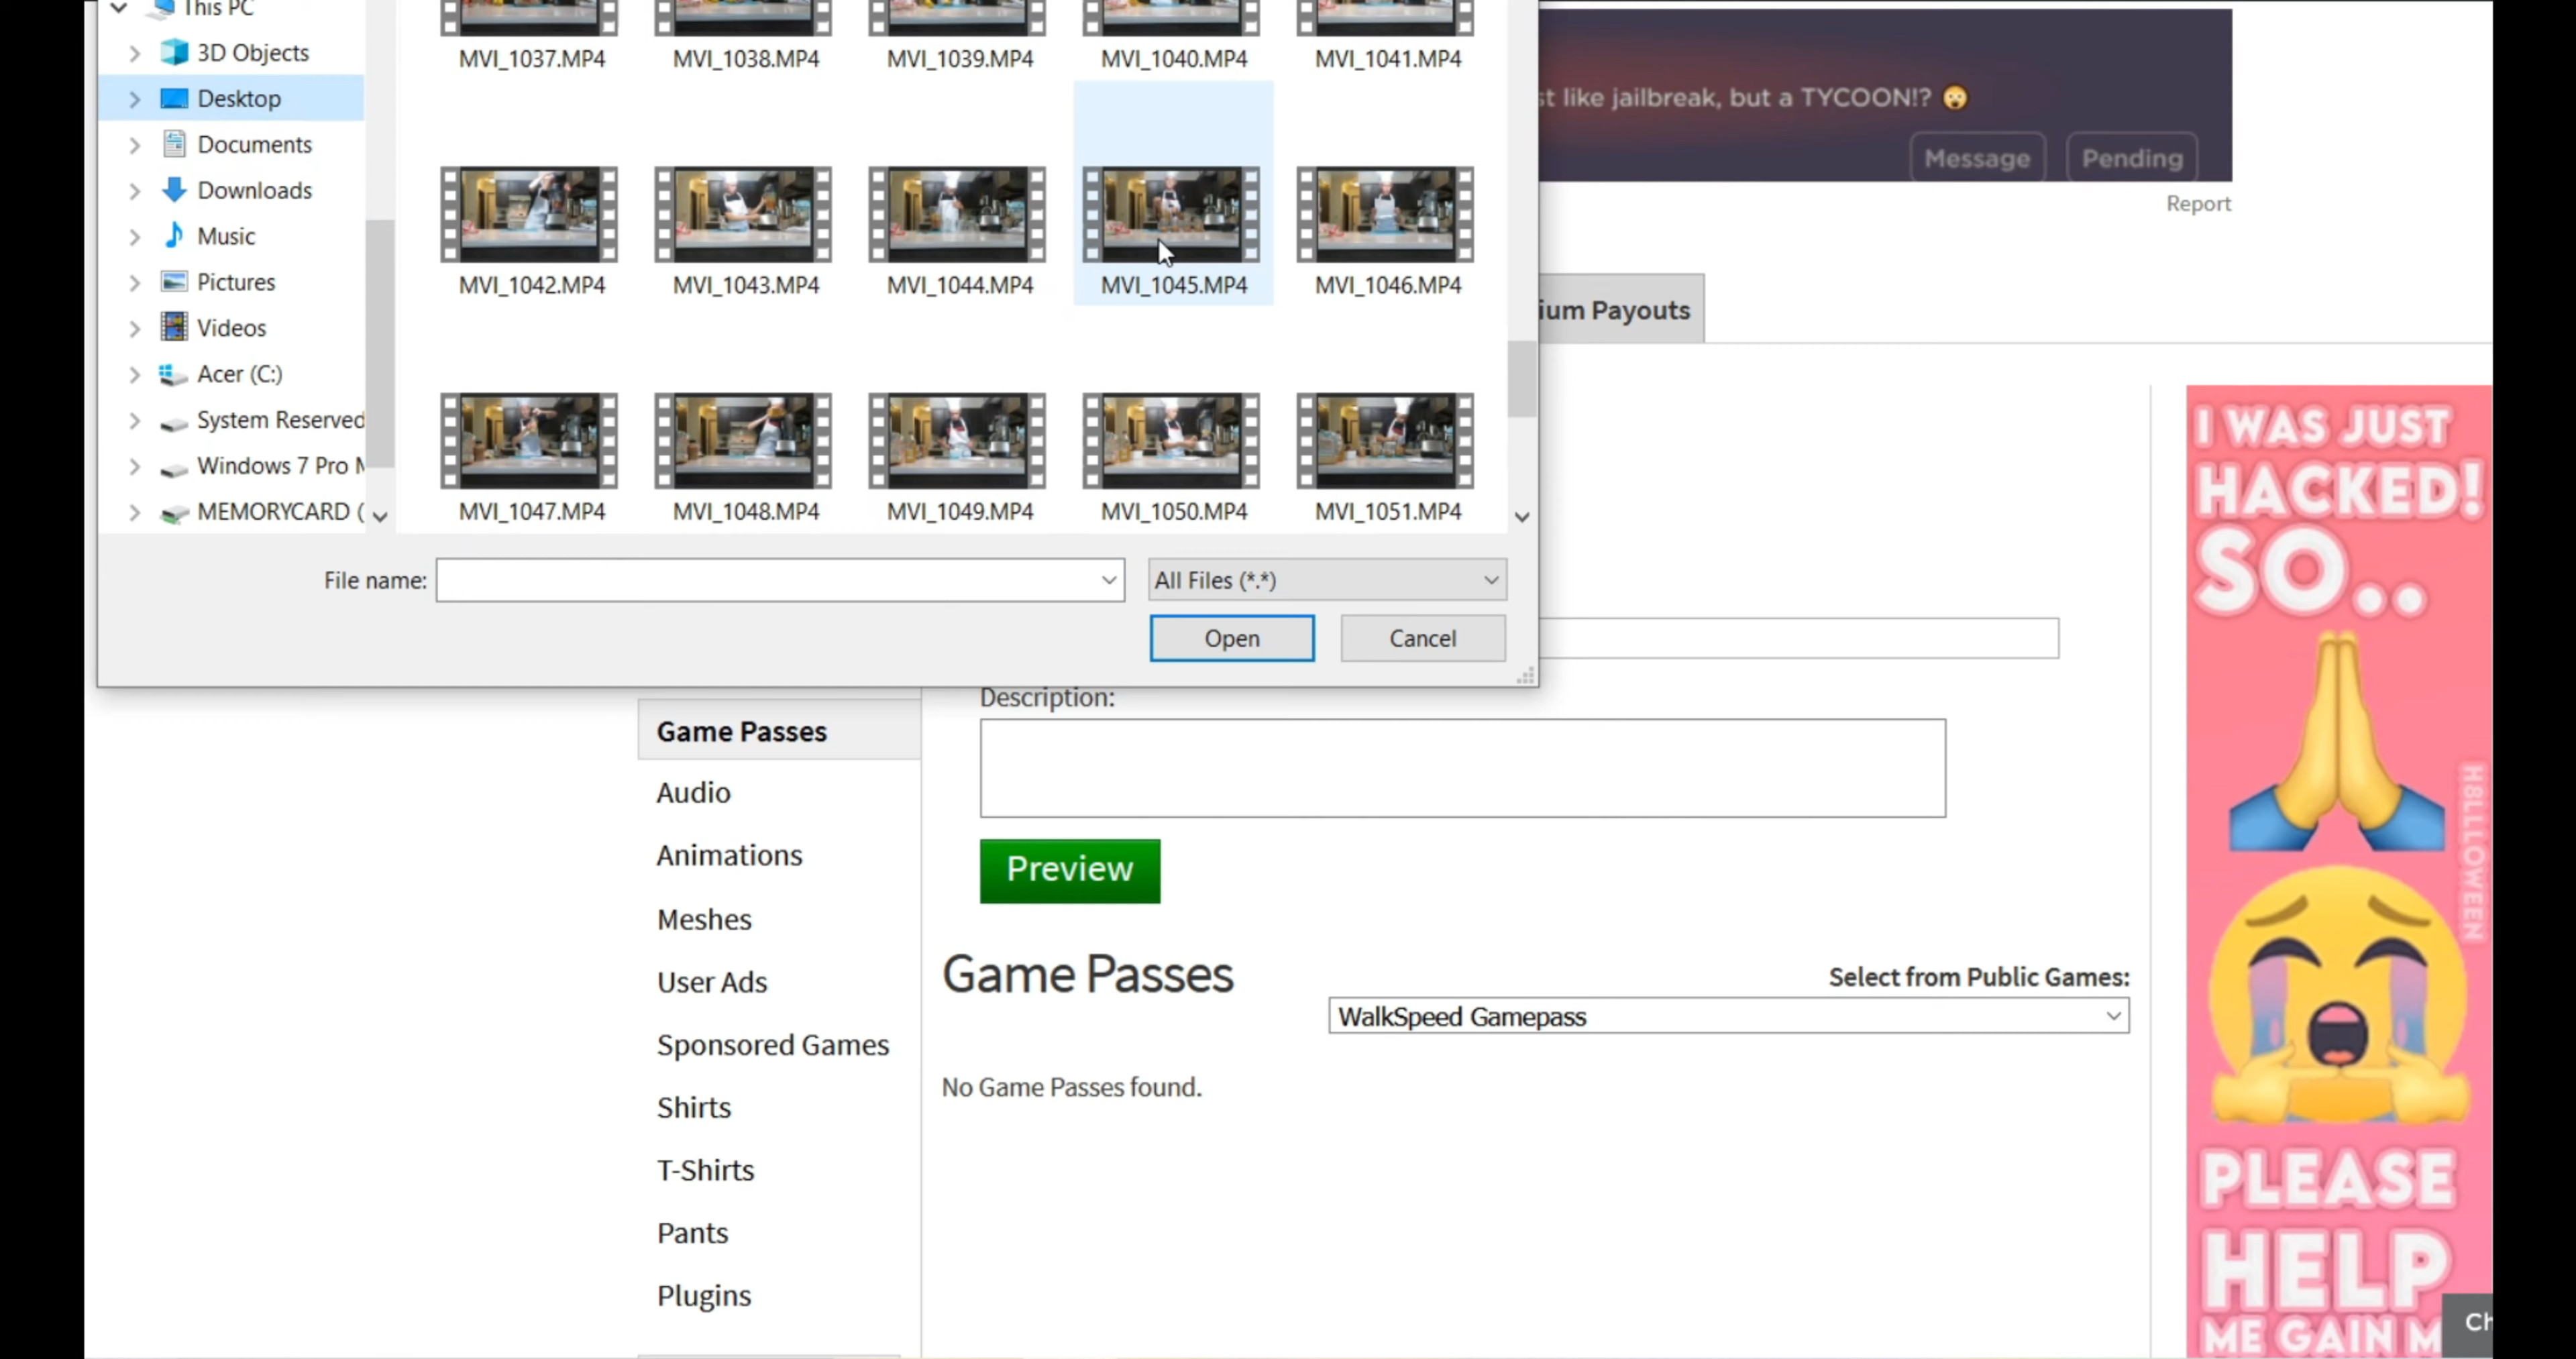 This PC
3D Objects
Desktop
Documents
Downloads
Music
Pictures
Videos
Acer (C:)
System Reserved
Windows 7 Pro
MEMORYCARD (
MVI_1037.MP4
MVI_1038.MP4
MVI_1039.MP4
MVI_1040.MP4
MVI_1041.MP4
MVI_1042.MP4
MVI_1043.MP4
MVI_1044.MP4
MVI_1045.MP4
MVI_1046.MP4
MVI_1047.MP4
MVI_1048.MP4
MVI_1049.MP4
MVI_1050.MP4
MVI_1051.MP4
File name:
All Files (*.*)
Open
Cancel
st like jailbreak, but a TYCOON!? 😲
Message
Pending
Report
ium Payouts
Description:
Preview
Game Passes
Audio
Animations
Meshes
User Ads
Sponsored Games
Shirts
T-Shirts
Pants
Plugins
Game Passes
Select from Public Games:
WalkSpeed Gamepass
No Game Passes found.
I WAS JUST
HACKED!
SO..
H8LLLOWEEN
PLEASE
HELP
ME GAIN M
Ch